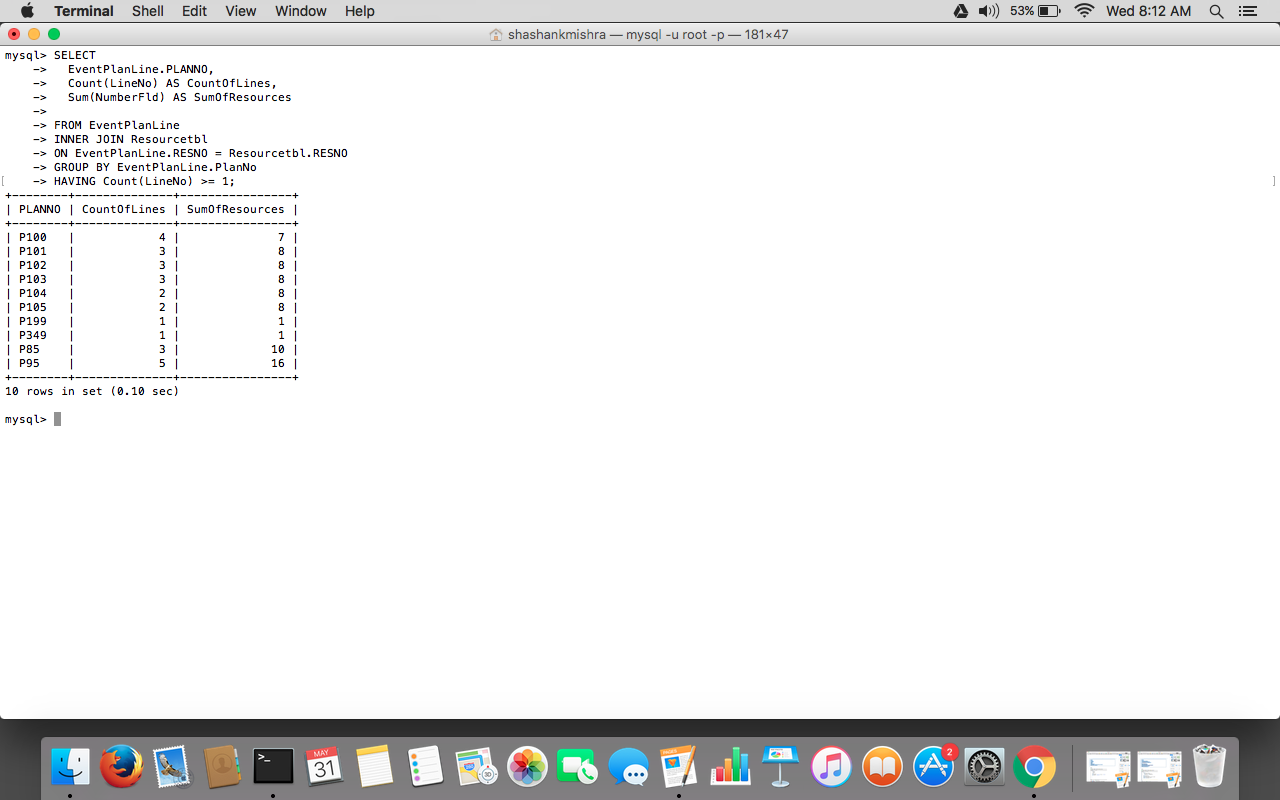 Terminal Shell Edit View Window Help 53% Wed 8:12 AM
shashankmishra — mysql -u root -p — 181×47
mysql> SELECT
    ->   EventPlanLine.PLANNO,
    ->   Count(LineNo) AS CountOfLines,
    ->   Sum(NumberFld) AS SumOfResources
    ->
    -> FROM EventPlanLine
    -> INNER JOIN Resourcetbl
    -> ON EventPlanLine.RESNO = Resourcetbl.RESNO
    -> GROUP BY EventPlanLine.PlanNo
[    -> HAVING Count(LineNo) >= 1; ]
+--------+--------------+----------------+
| PLANNO | CountOfLines | SumOfResources |
+--------+--------------+----------------+
| P100   |            4 |              7 |
| P101   |            3 |              8 |
| P102   |            3 |              8 |
| P103   |            3 |              8 |
| P104   |            2 |              8 |
| P105   |            2 |              8 |
| P199   |            1 |              1 |
| P349   |            1 |              1 |
| P85    |            3 |             10 |
| P95    |            5 |             16 |
+--------+--------------+----------------+
10 rows in set (0.10 sec)
mysql>
>_
MAY
31
PAGES
2